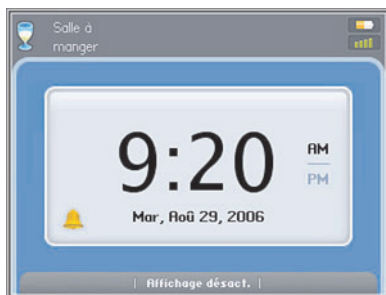 Salle à
manger
9:20
AM
PM
Mar, Aoû 29, 2006
| Affichage désact. |